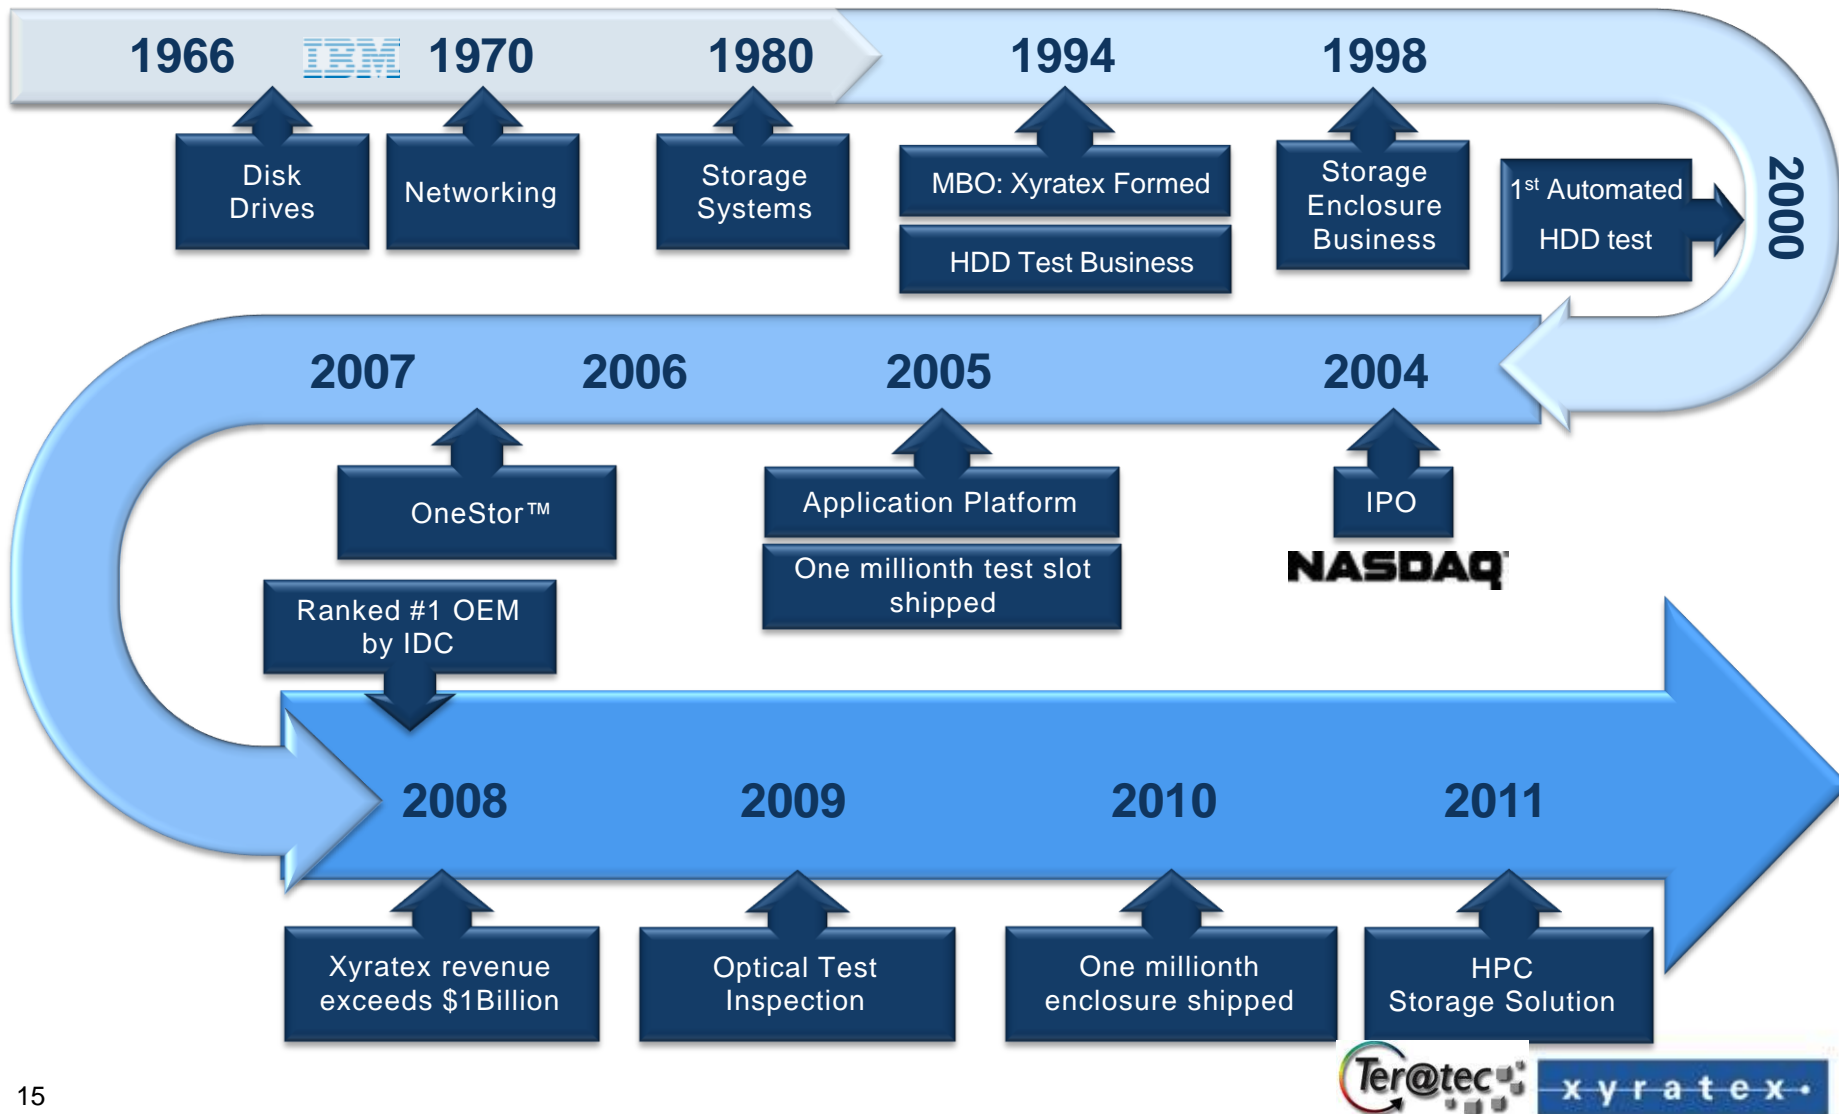 1966 IBM 1970 1980 1994 1998
Disk
Drives
Networking
Storage
Systems
MBO: Xyratex Formed
HDD Test Business
Storage
Enclosure
Business
1st Automated
HDD test
2000
2007 2006 2005 2004
OneStor™
Application Platform
One millionth test slot
shipped
IPO
NASDAQ
Ranked #1 OEM
by IDC
2008 2009 2010 2011
Xyratex revenue
exceeds $1Billion
Optical Test
Inspection
One millionth
enclosure shipped
HPC
Storage Solution
15
Ter@tec
xyratex